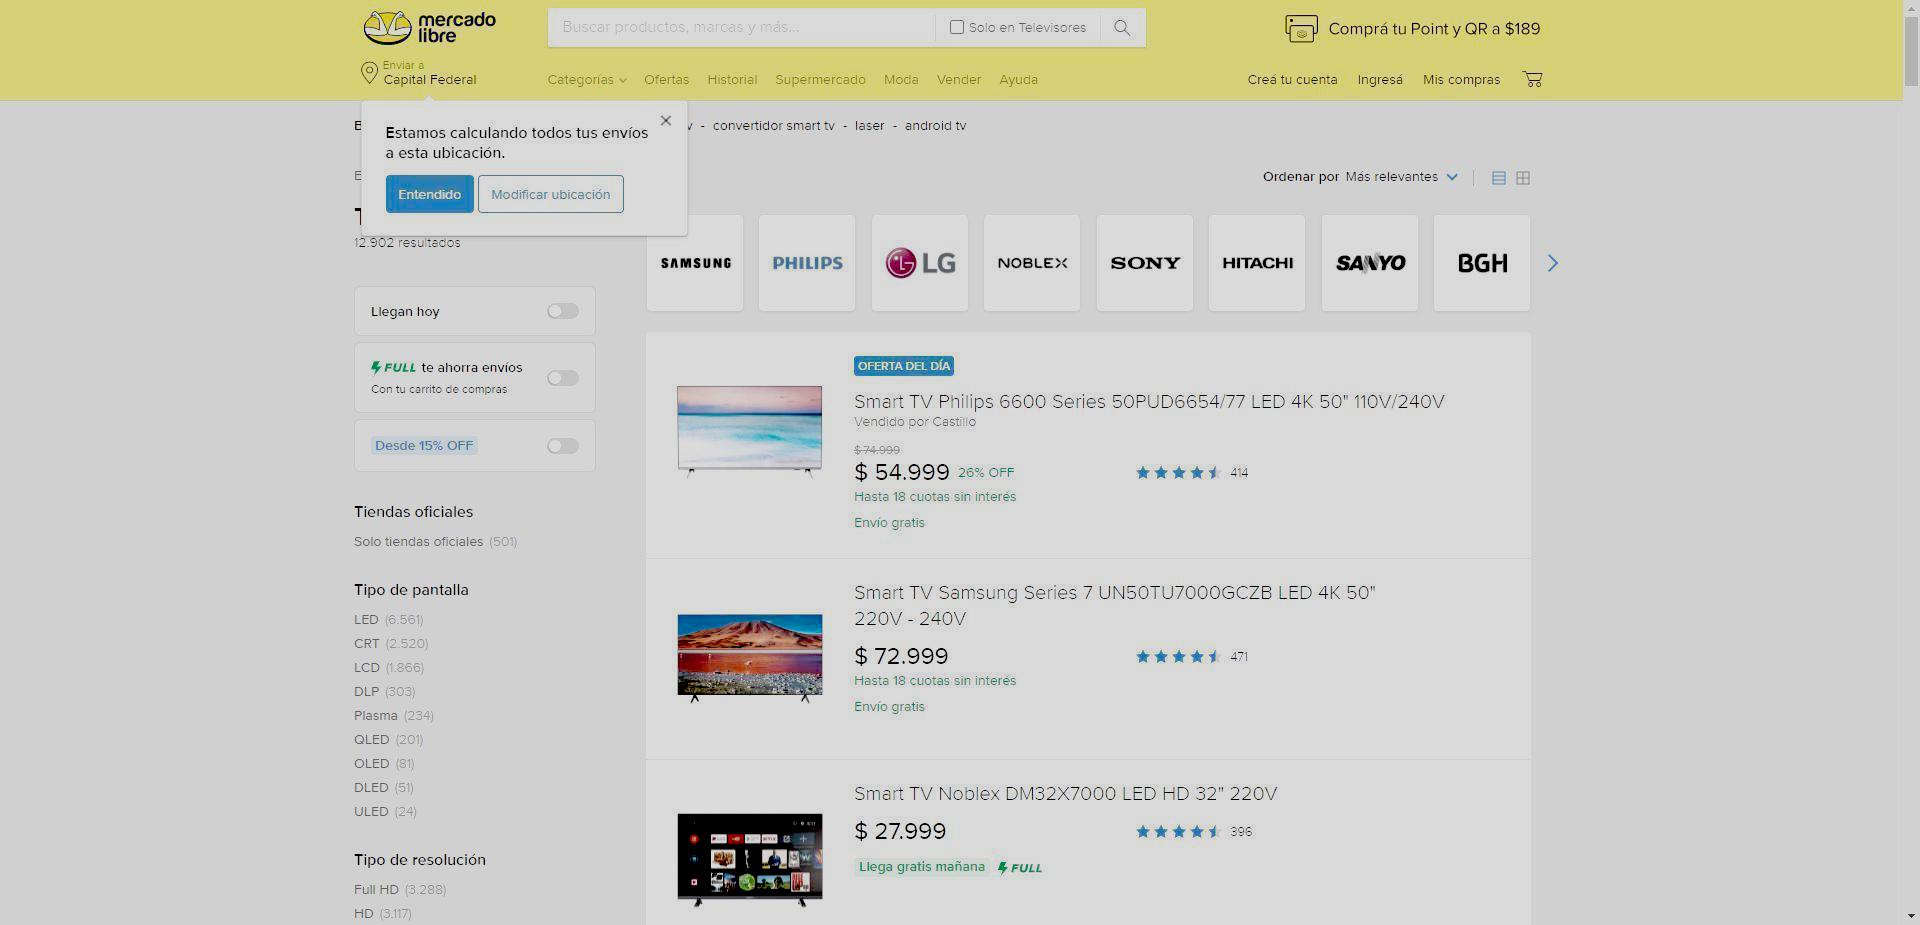 mercado
libre
Buscar productos, marcas y más...
Solo en Televisores
Comprá tu Point y QR a $189
Enviar a
Capital Federal
Categorías
Ofertas
Historial
Supermercado
Moda
Vender
Ayuda
Creá tu cuenta
Ingresá
Mis compras
- convertidor smart tv - laser - android tv
Estamos calculando todos tus envíos
a esta ubicación.
Entendido
Modificar ubicación
Ordenar por Más relevantes
12.902 resultados
SAMSUNG
PHILIPS
LG
NOBLEX
SONY
HITACHI
SANYO
BGH
Llegan hoy
FULL te ahorra envíos
Con tu carrito de compras
Desde 15% OFF
Tiendas oficiales
Solo tiendas oficiales (501)
Tipo de pantalla
LED (6.561)
CRT (2.520)
LCD (1.866)
DLP (303)
Plasma (234)
QLED (201)
OLED (81)
DLED (51)
ULED (24)
Tipo de resolución
Full HD (3.288)
HD (3.117)
OFERTA DEL DÍA
Smart TV Philips 6600 Series 50PUD6654/77 LED 4K 50" 110V/240V
Vendido por Castillo
$ 74.999
$ 54.999 26% OFF
414
Hasta 18 cuotas sin interés
Envío gratis
Smart TV Samsung Series 7 UN50TU7000GCZB LED 4K 50"
220V - 240V
$ 72.999
471
Hasta 18 cuotas sin interés
Envío gratis
Smart TV Noblex DM32X7000 LED HD 32" 220V
$ 27.999
396
Llega gratis mañana FULL